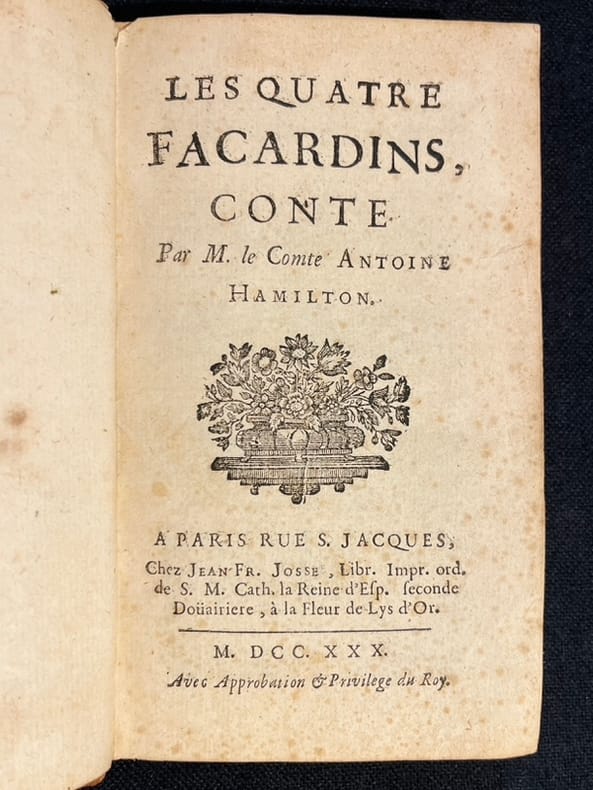 LES QUATRE
FACARDINS,
CONTE
Par M. le Comte ANTOINE
HAMILTON.
A PARIS RUE S. JACQUES,
Chez JEAN-FR. JOSSE, Libr. Impr. ord.
de S. M. Cath. la Reine d'Eſp. ſeconde
Doüairiere, à la Fleur de Lys d'Or.
M. DCC. XXX.
Avec Approbation & Privilege du Roy.